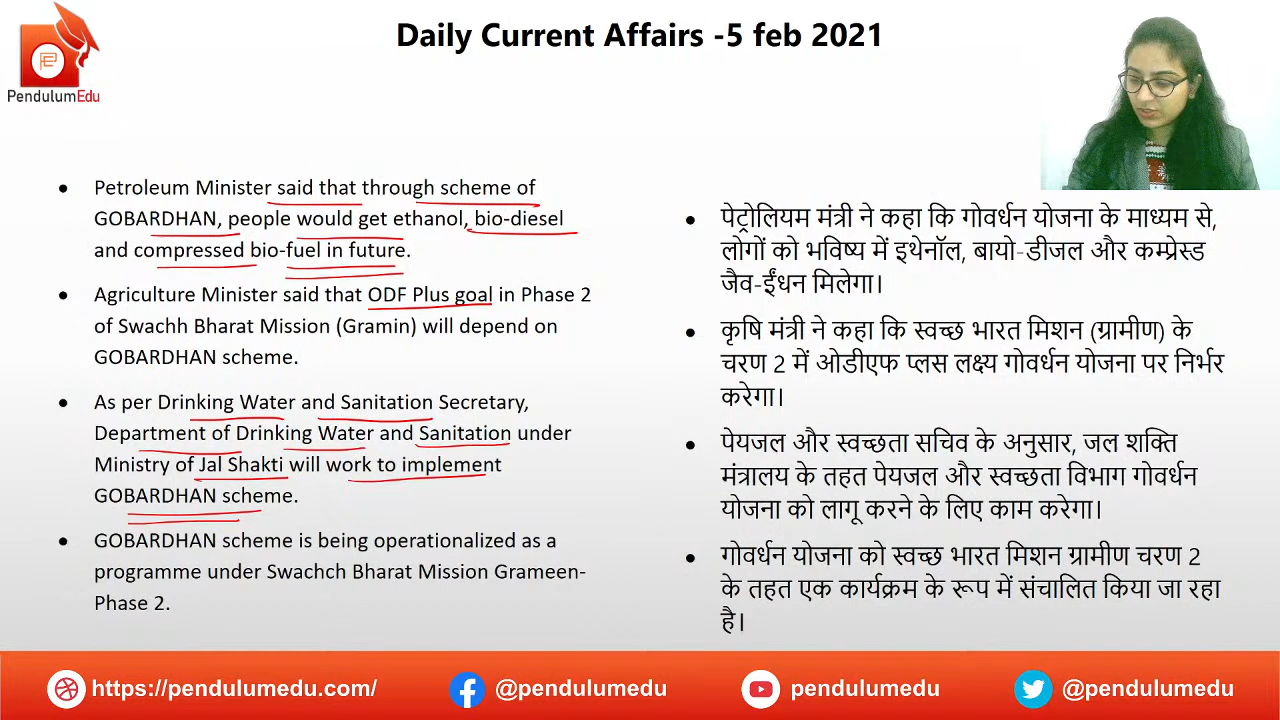 Daily Current Affairs -5 feb 2021
PendulumEdu
• Petroleum Minister said that through scheme of
GOBARDHAN, people would get ethanol, bio-diesel
and compressed bio-fuel in future.
• Agriculture Minister said that ODF Plus goal in Phase 2
of Swachh Bharat Mission (Gramin) will depend on
GOBARDHAN scheme.
• As per Drinking Water and Sanitation Secretary,
Department of Drinking Water and Sanitation under
Ministry of Jal Shakti will work to implement
GOBARDHAN scheme.
• GOBARDHAN scheme is being operationalized as a
programme under Swachch Bharat Mission Grameen-
Phase 2.
• पेट्रोलियम मंत्री ने कहा कि गोवर्धन योजना के माध्यम से,
लोगों को भविष्य में इथेनॉल, बायो-डीजल और कम्प्रेस्ड
जैव-ईंधन मिलेगा।
• कृषि मंत्री ने कहा कि स्वच्छ भारत मिशन (ग्रामीण) के
चरण 2 में ओडीएफ प्लस लक्ष्य गोवर्धन योजना पर निर्भर
करेगा।
• पेयजल और स्वच्छता सचिव के अनुसार, जल शक्ति
मंत्रालय के तहत पेयजल और स्वच्छता विभाग गोवर्धन
योजना को लागू करने के लिए काम करेगा।
• गोवर्धन योजना को स्वच्छ भारत मिशन ग्रामीण चरण 2
के तहत एक कार्यक्रम के रूप में संचालित किया जा रहा
है।
https://pendulumedu.com/ @pendulumedu pendulumedu @pendulumedu